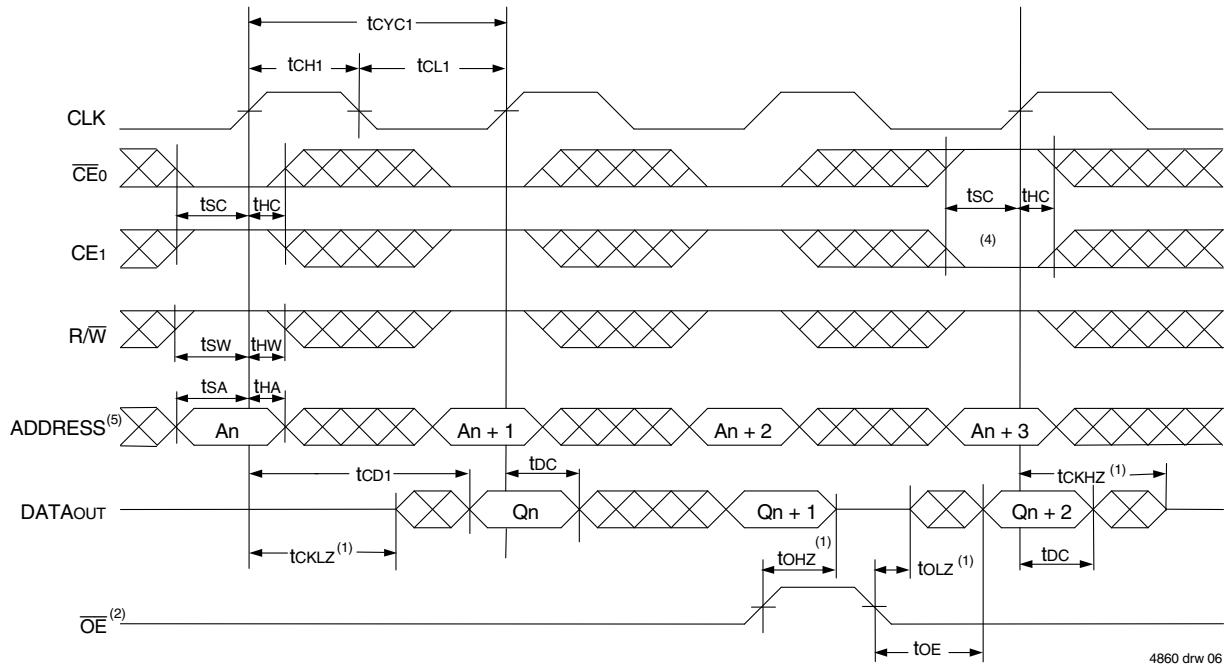 tCYC1
tCH1 tCL1
CLK
CE0
tSC tHC tSC tHC
CE1 (4)
R/W
tSW tHW
tSA tHA
ADDRESS(5) An An + 1 An + 2 An + 3
tCD1 tDC tCKHZ (1)
DATAOUT Qn Qn + 1 Qn + 2
tCKLZ (1) tOHZ (1) tOLZ (1) tDC
OE (2)
tOE
4860 drw 06